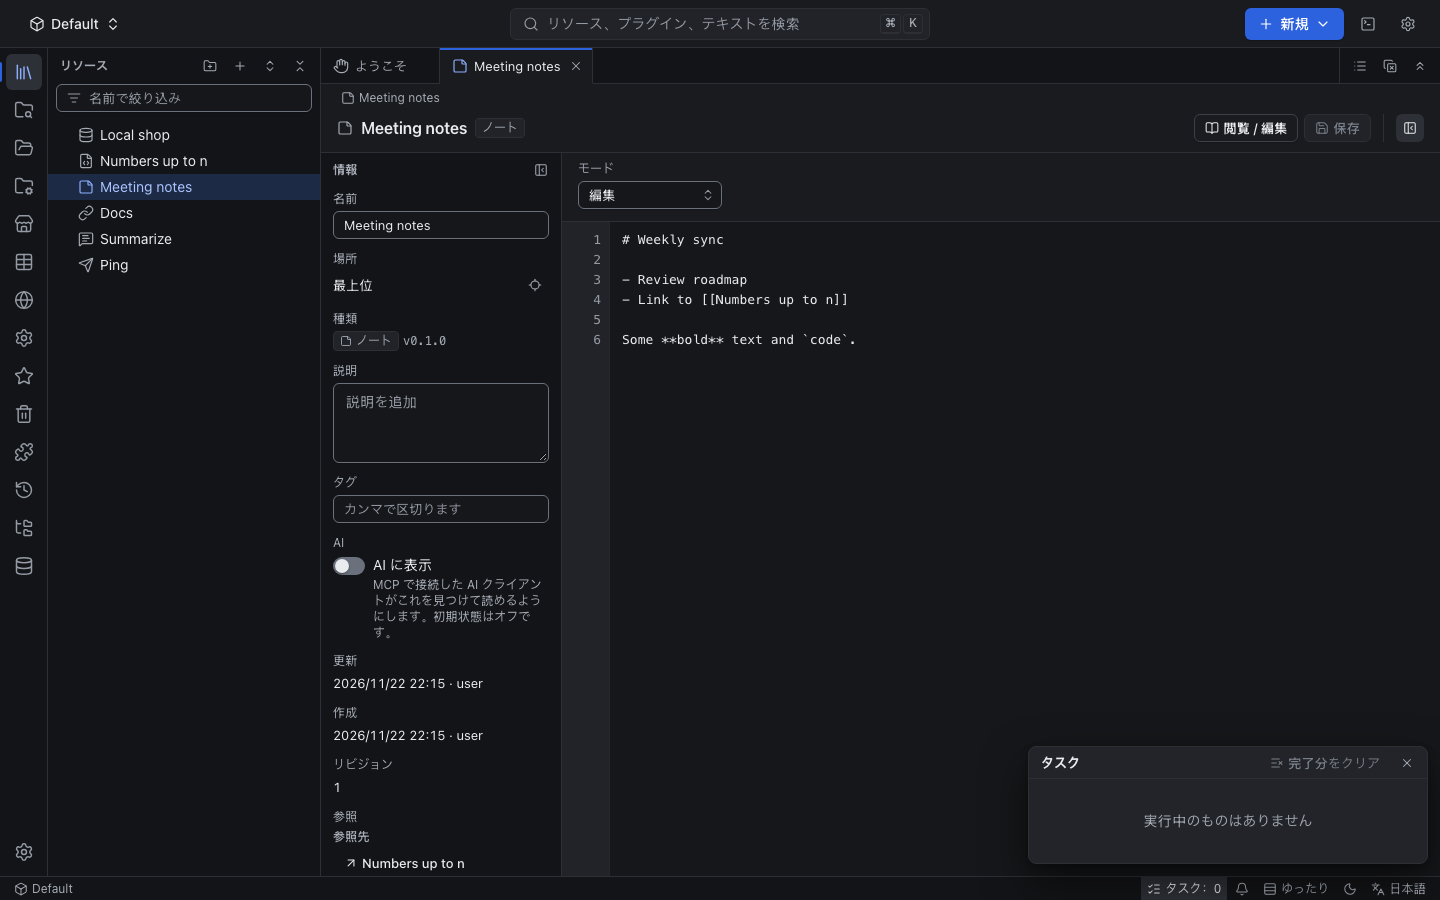 Default
リソース、プラグイン、テキストを検索
⌘ K
新規
リソース
名前で絞り込み
Local shop
Numbers up to n
Meeting notes
Docs
Summarize
Ping
ようこそ
Meeting notes
Meeting notes
Meeting notes
ノート
閲覧 / 編集
保存
情報
名前
Meeting notes
場所
最上位
種類
ノート v0.1.0
説明
説明を追加
タグ
カンマで区切ります
AI
AI に表示
MCP で接続した AI クライアン
トがこれを見つけて読めるよう
にします。初期状態はオフで
す。
更新
2026/11/22 22:15 · user
作成
2026/11/22 22:15 · user
リビジョン
1
参照
参照先
Numbers up to n
モード
編集
1 # Weekly sync
2
3 - Review roadmap
4 - Link to [[Numbers up to n]]
5
6 Some **bold** text and `code`.
タスク
完了分をクリア
実行中のものはありません
Default
タスク: 0
ゆったり
日本語